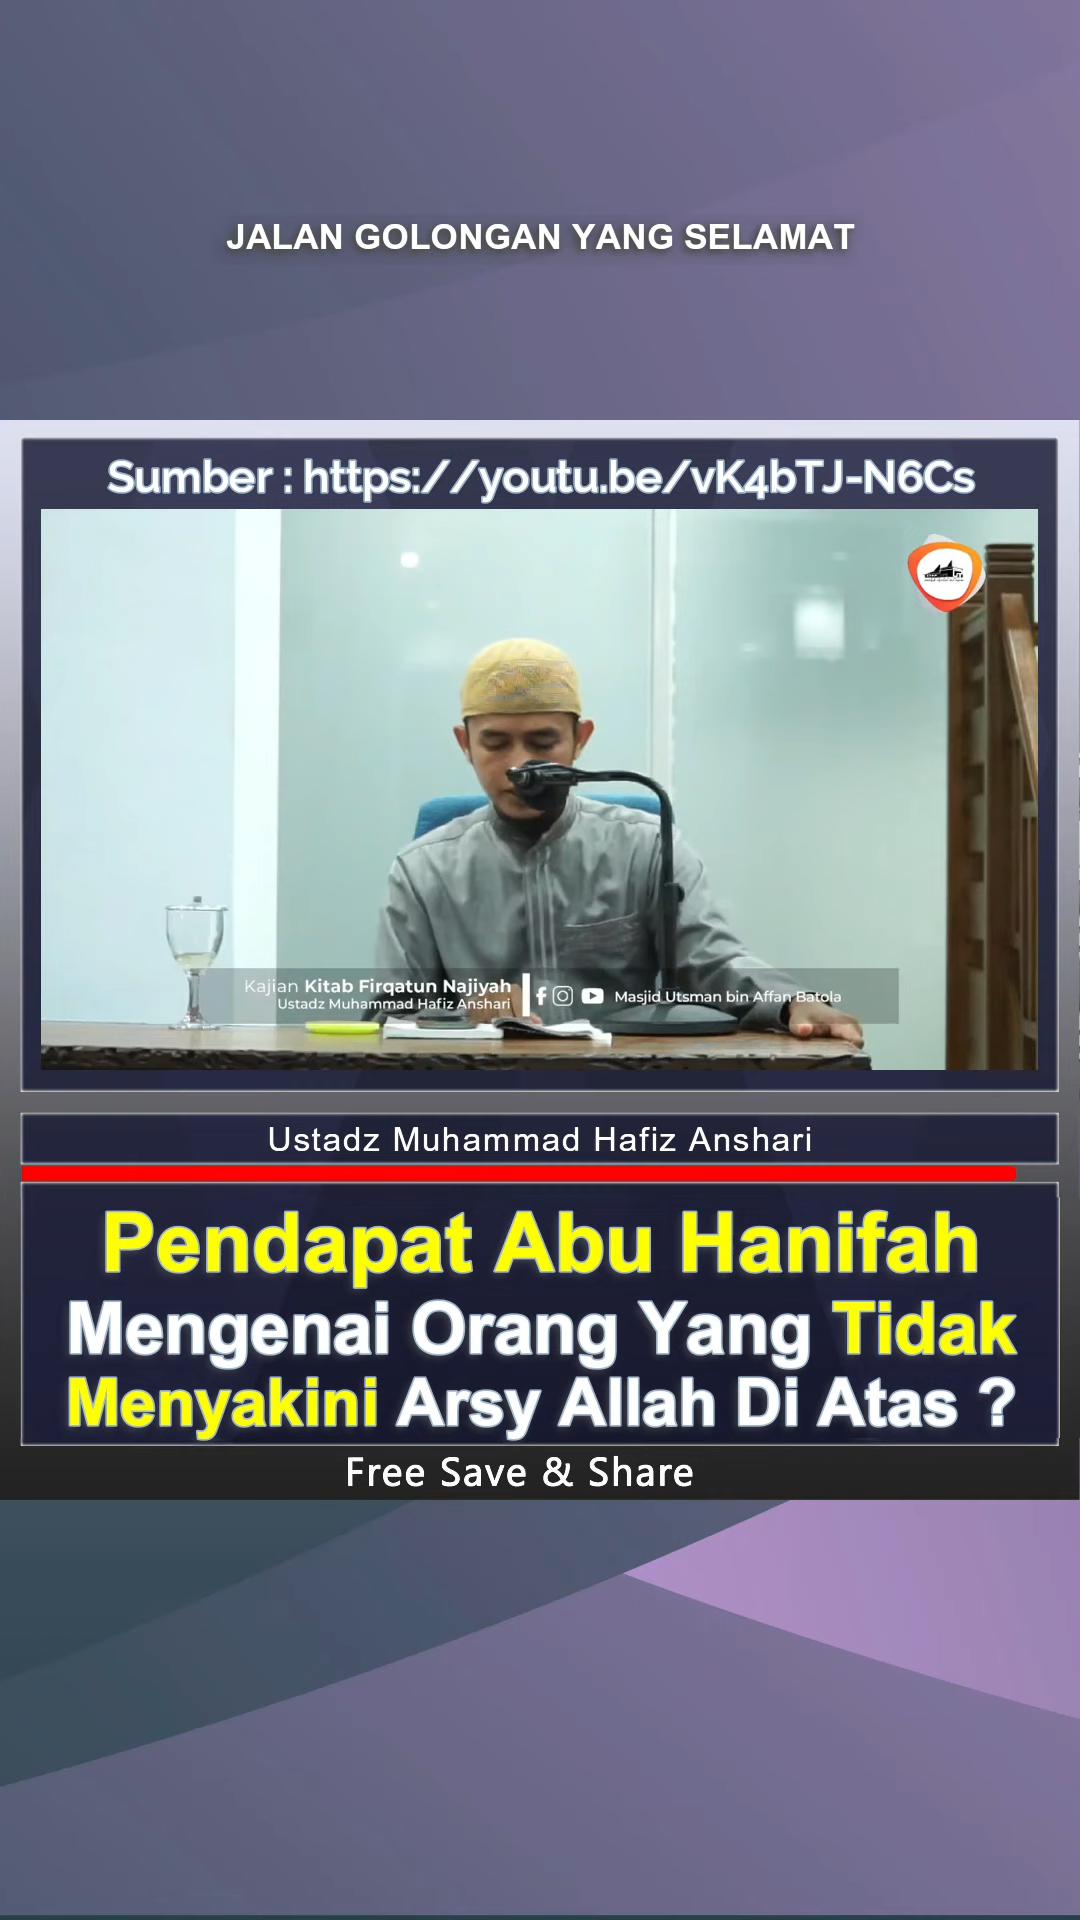 JALAN GOLONGAN YANG SELAMAT
Sumber : https://youtu.be/vK4bTJ-N6Cs
Kajian Kitab Firqatun Najiyah
Ustadz Muhammad Hafiz Anshari
Masjid Utsman bin Affan Batola
Ustadz Muhammad Hafiz Anshari
Pendapat Abu Hanifah
Mengenai Orang Yang Tidak
Menyakini Arsy Allah Di Atas ?
Free Save & Share